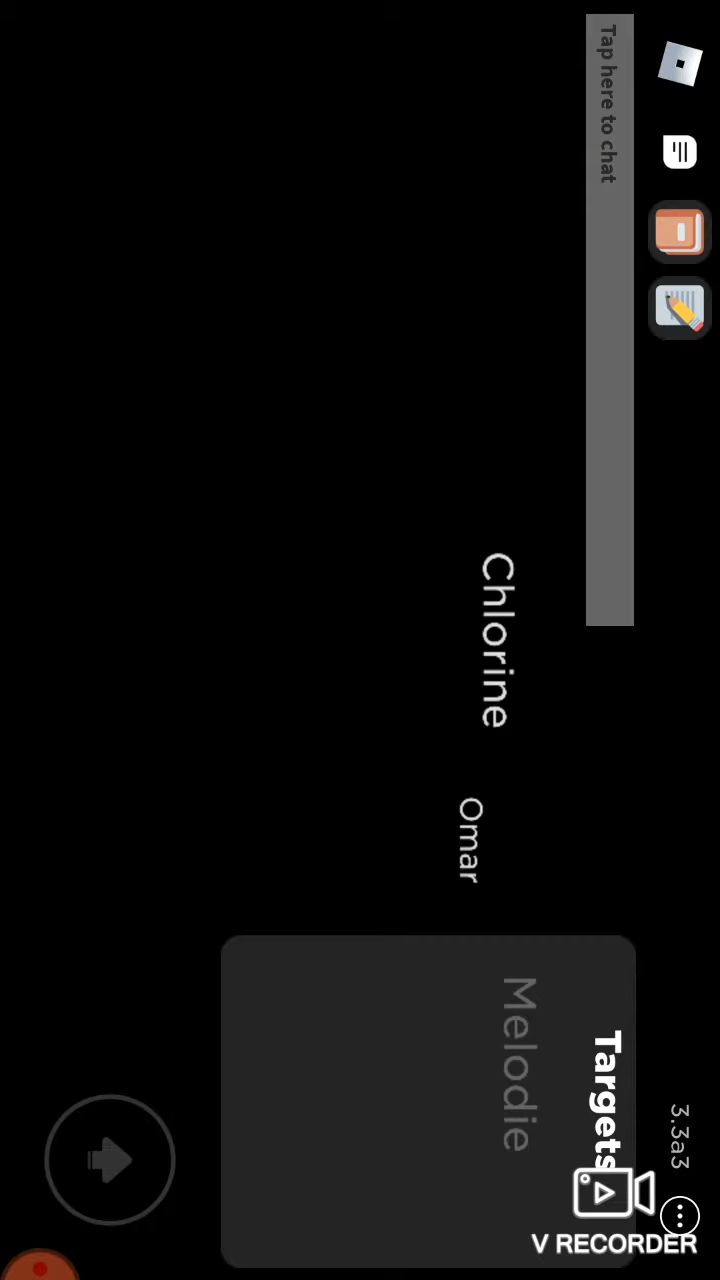 3.3a3
Tap here to chat
Targets
Melodie
Chlorine
Omar
V RECORDER